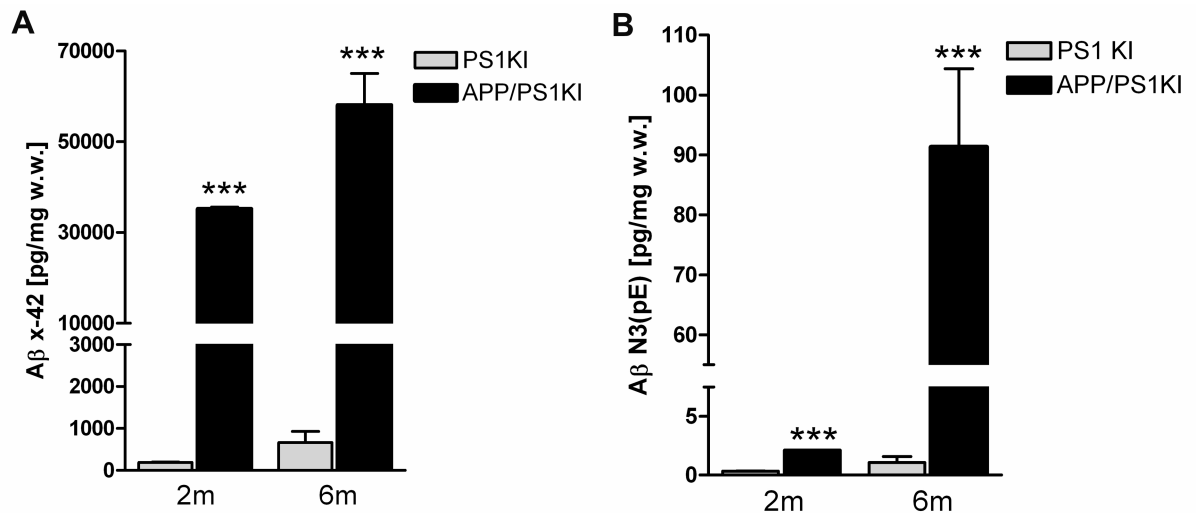 A
Aβ x-42 [pg/mg w.w.]
70000
50000
30000
10000
3000
2000
1000
0
***
***
2m
6m
PS1KI
APP/PS1KI
B
Aβ N3(pE) [pg/mg w.w.]
110
100
90
80
70
60
5
0
***
***
2m
6m
PS1 KI
APP/PS1KI